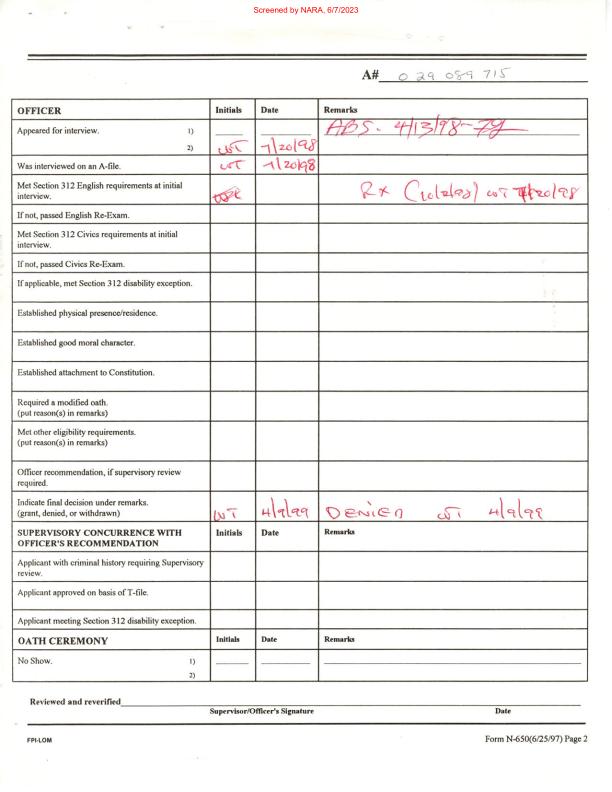 Screened by NARA, 6/7/2023
A# 029 089 715
OFFICER Initials Date Remarks
Appeared for interview. 1) ABS. 4/13/98-
2) WT 7/20/98
Was interviewed on an A-file. WT 7/20/98
Met Section 312 English requirements at initial
interview. Rx (10/2/98) WT 7/20/98
If not, passed English Re-Exam.
Met Section 312 Civics requirements at initial
interview.
If not, passed Civics Re-Exam.
If applicable, met Section 312 disability exception.
Established physical presence/residence.
Established good moral character.
Established attachment to Constitution.
Required a modified oath.
(put reason(s) in remarks)
Met other eligibility requirements.
(put reason(s) in remarks)
Officer recommendation, if supervisory review
required.
Indicate final decision under remarks.
(grant, denied, or withdrawn) WT 4/9/99 DENIED WT 4/9/99
SUPERVISORY CONCURRENCE WITH Initials Date Remarks
OFFICER'S RECOMMENDATION
Applicant with criminal history requiring Supervisory
review.
Applicant approved on basis of T-file.
Applicant meeting Section 312 disability exception.
OATH CEREMONY Initials Date Remarks
No Show. 1)
2)
Reviewed and reverified
Supervisor/Officer's Signature Date
FPI-LOM Form N-650(6/25/97) Page 2